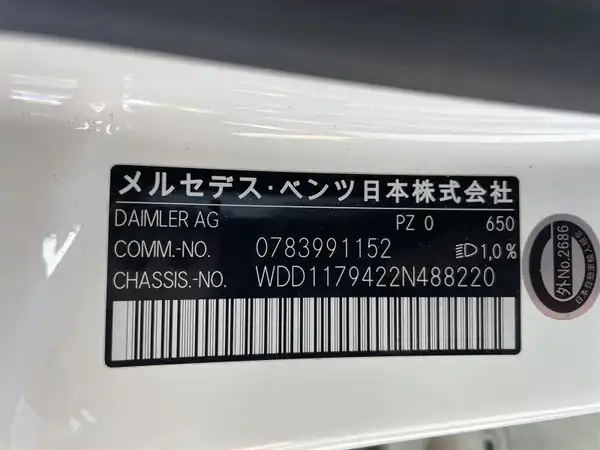 メルセデス・ベンツ日本株式会社
DAIMLER AG PZ 0 650
COMM.-NO. 0783991152 1,0%
CHASSIS.-NO. WDD1179422N488220
外No.2686